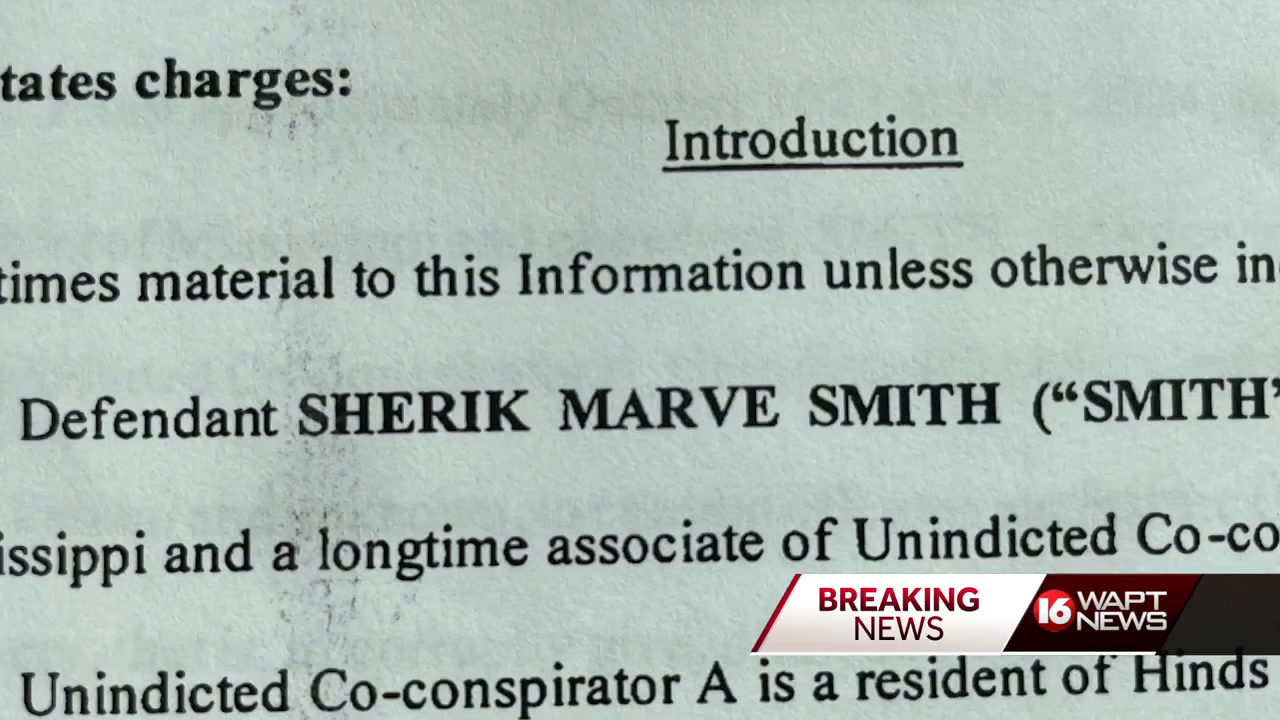 tates charges:
Introduction
times material to this Information unless otherwise in
Defendant SHERIK MARVE SMITH (“SMITH”
issippi and a longtime associate of Unindicted Co-co
Unindicted Co-conspirator A is a resident of Hinds
BREAKING
NEWS
16 WAPT
NEWS